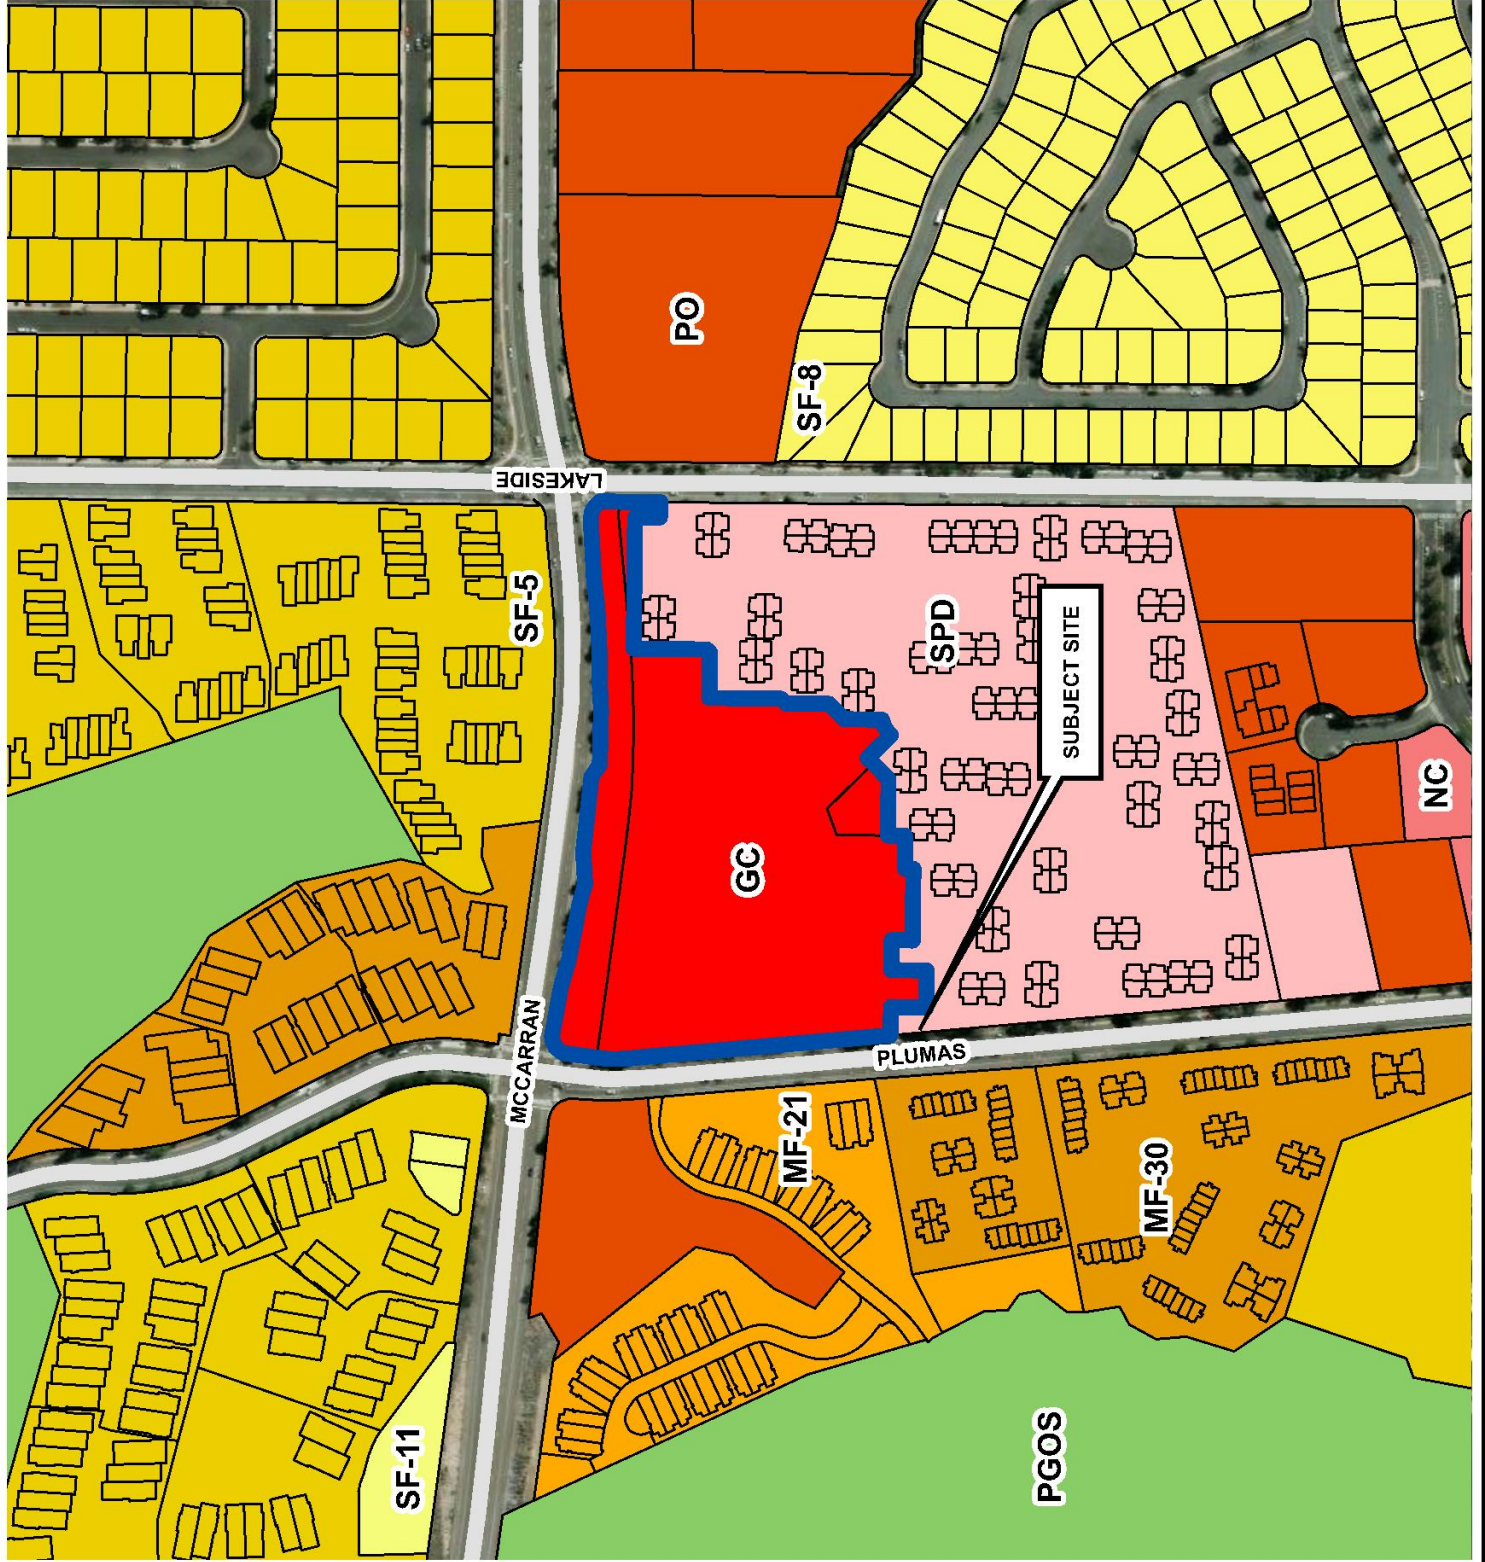 PO
SF-8
LAKESIDE
SF-5
SPD
SUBJECT SITE
NC
GC
MCCARRAN
PLUMAS
MF-21
MF-30
SF-11
PGOS